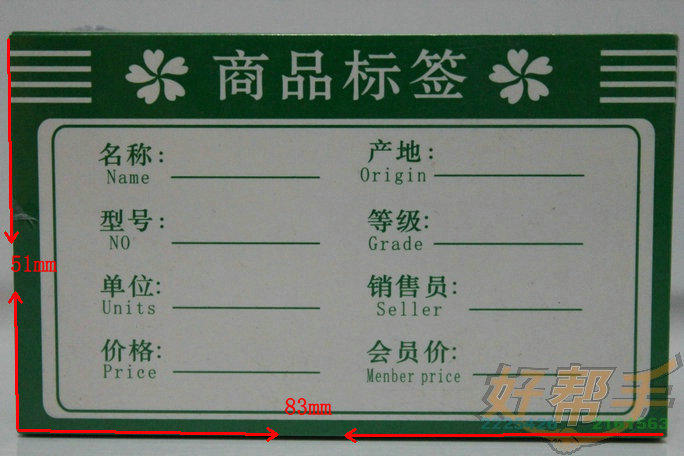 商品标签
名称: 产地:
Name Origin
型号: 等级:
NO Grade
51mm
单位: 销售员:
Units Seller
价格: 会员价:
Price Menber price
83mm
好帮手